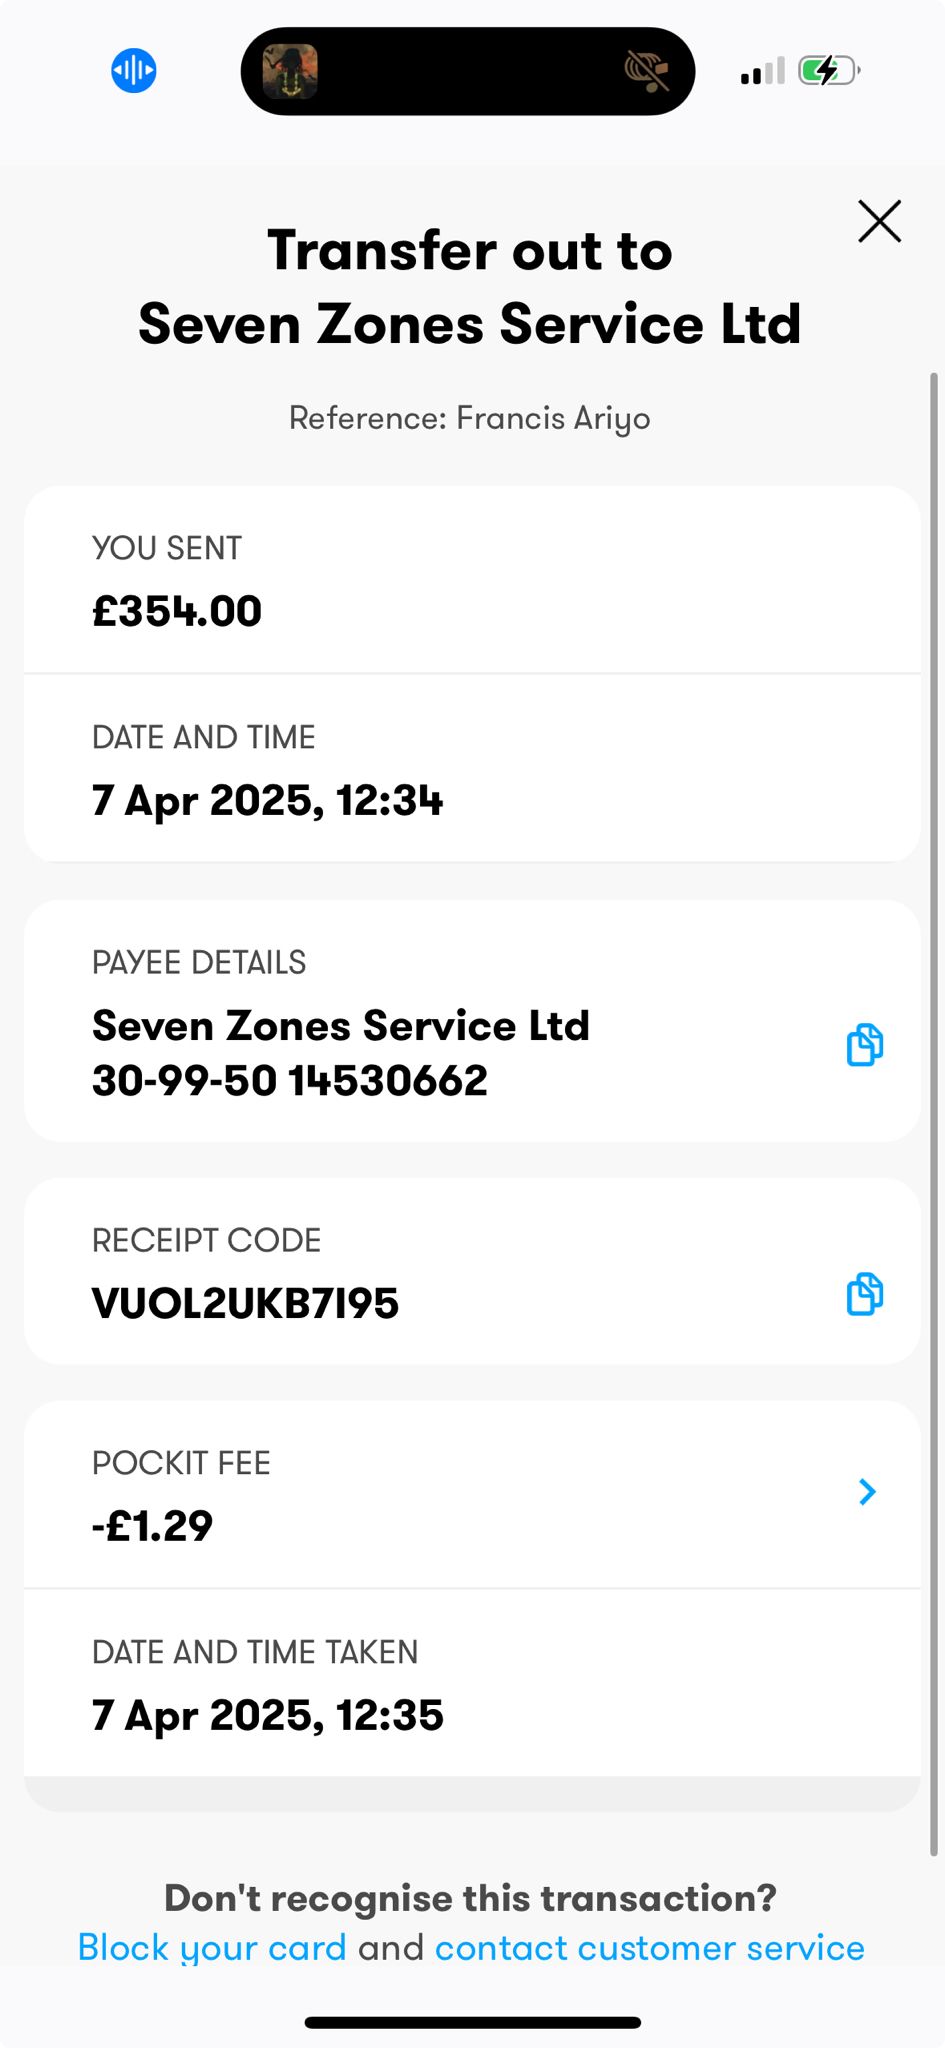 Transfer out to
Seven Zones Service Ltd
Reference: Francis Ariyo
YOU SENT
£354.00
DATE AND TIME
7 Apr 2025, 12:34
PAYEE DETAILS
Seven Zones Service Ltd
30-99-50 14530662
RECEIPT CODE
VUOL2UKB7I95
POCKIT FEE
-£1.29
DATE AND TIME TAKEN
7 Apr 2025, 12:35
Don't recognise this transaction?
Block your card and contact customer service